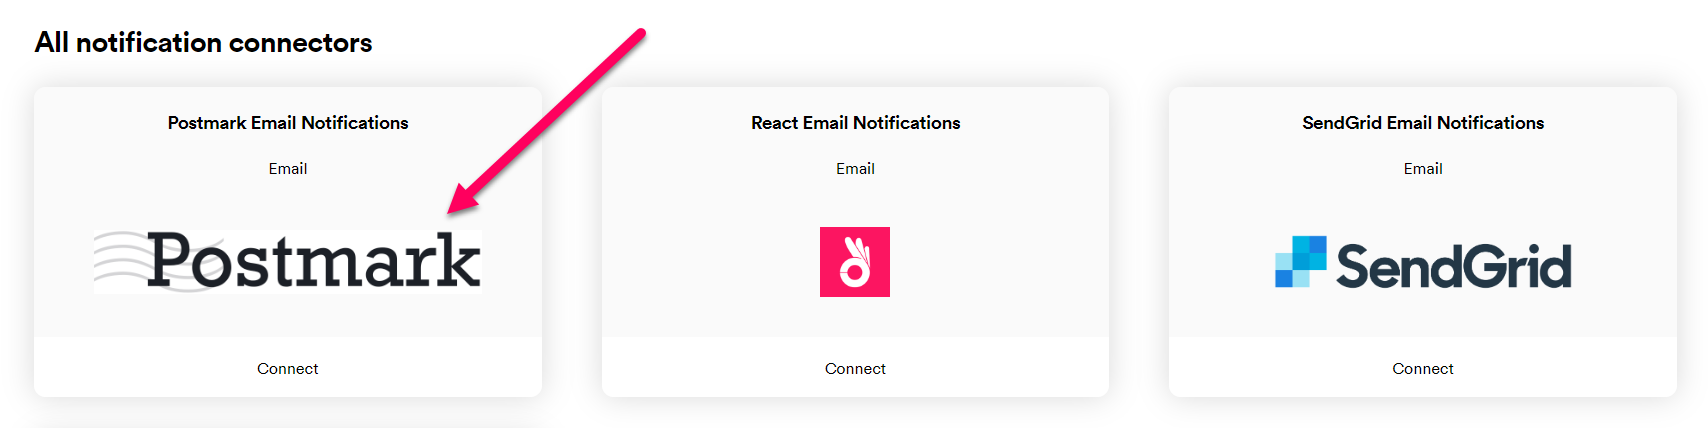 All notification connectors
Postmark Email Notifications
Email
Postmark
Connect
React Email Notifications
Email
Connect
SendGrid Email Notifications
Email
SendGrid
Connect